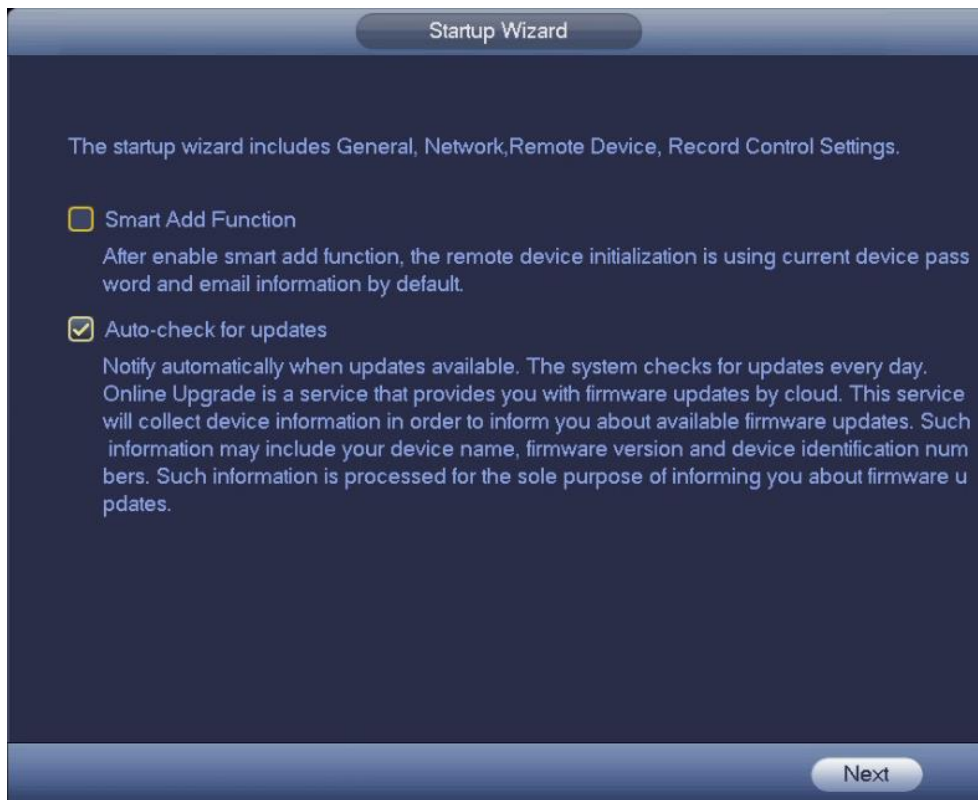 Startup Wizard
The startup wizard includes General, Network,Remote Device, Record Control Settings.
Smart Add Function
After enable smart add function, the remote device initialization is using current device pass
word and email information by default.
Auto-check for updates
Notify automatically when updates available. The system checks for updates every day.
Online Upgrade is a service that provides you with firmware updates by cloud. This service
will collect device information in order to inform you about available firmware updates. Such
information may include your device name, firmware version and device identification num
bers. Such information is processed for the sole purpose of informing you about firmware u
pdates.
Next